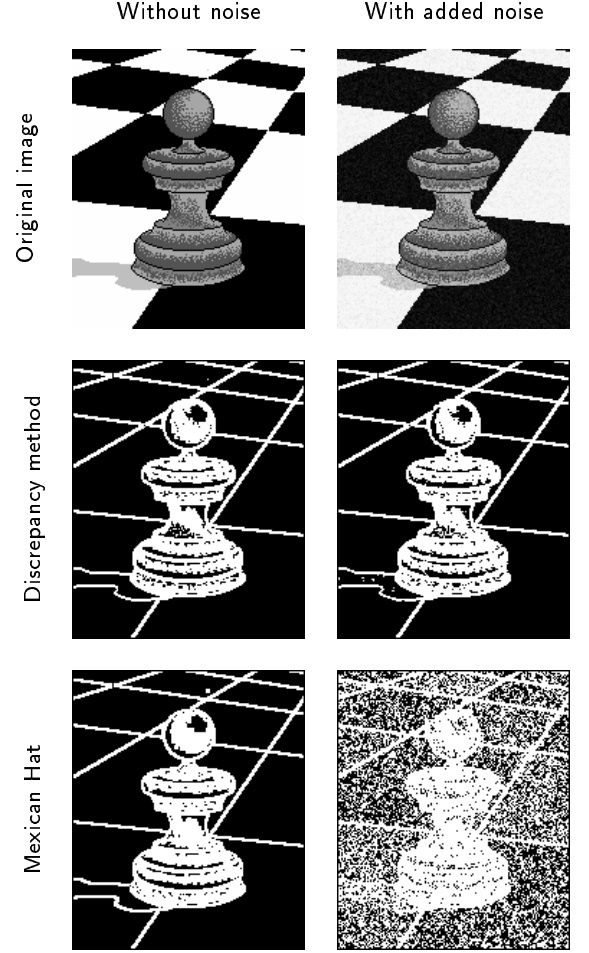 Without noise
With added noise
Original image
Discrepancy method
Mexican Hat